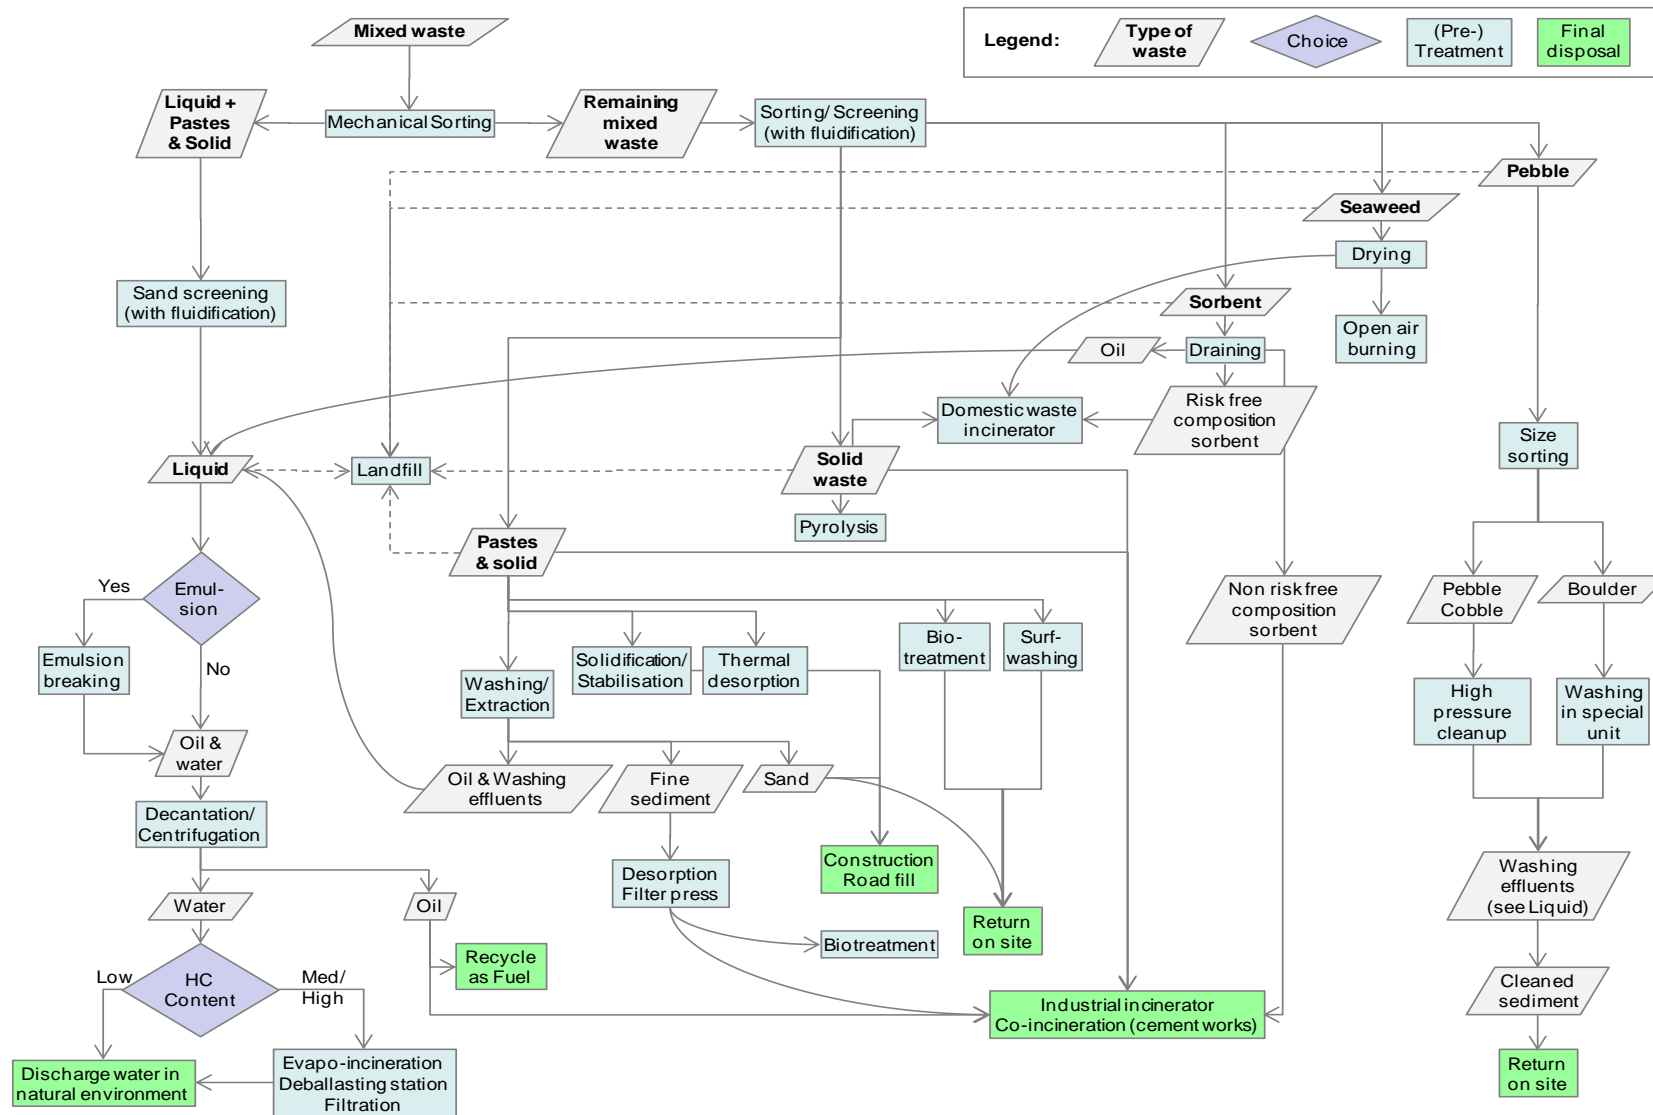 Mixed waste
Legend:
Type of
waste
Choice
(Pre-)
Treatment
Final
disposal
Liquid +
Pastes
& Solid
Mechanical Sorting
Remaining
mixed
waste
Sorting/ Screening
(with fluidification)
Pebble
Seaweed
Drying
Sand screening
(with fluidification)
Sorbent
Open air
burning
Oil
Draining
Risk free
composition
sorbent
Domestic waste
incinerator
Size
sorting
Liquid
Landfill
Solid
waste
Pyrolysis
Pastes
& solid
Yes
Emul-
sion
No
Emulsion
breaking
Non risk free
composition
sorbent
Pebble
Cobble
Boulder
Bio-
treatment
Surf-
washing
Solidification/
Stabilisation
Thermal
desorption
Washing/
Extraction
High
pressure
cleanup
Washing
in special
unit
Oil &
water
Oil & Washing
effluents
Fine
sediment
Sand
Decantation/
Centrifugation
Construction
Road fill
Desorption
Filter press
Washing
effluents
(see Liquid)
Water
Oil
Return
on site
Biotreatment
Recycle
as Fuel
Low
HC
Content
Med/
High
Cleaned
sediment
Industrial incinerator
Co-incineration (cement works)
Discharge water in
natural environment
Evapo-incineration
Deballasting station
Filtration
Return
on site